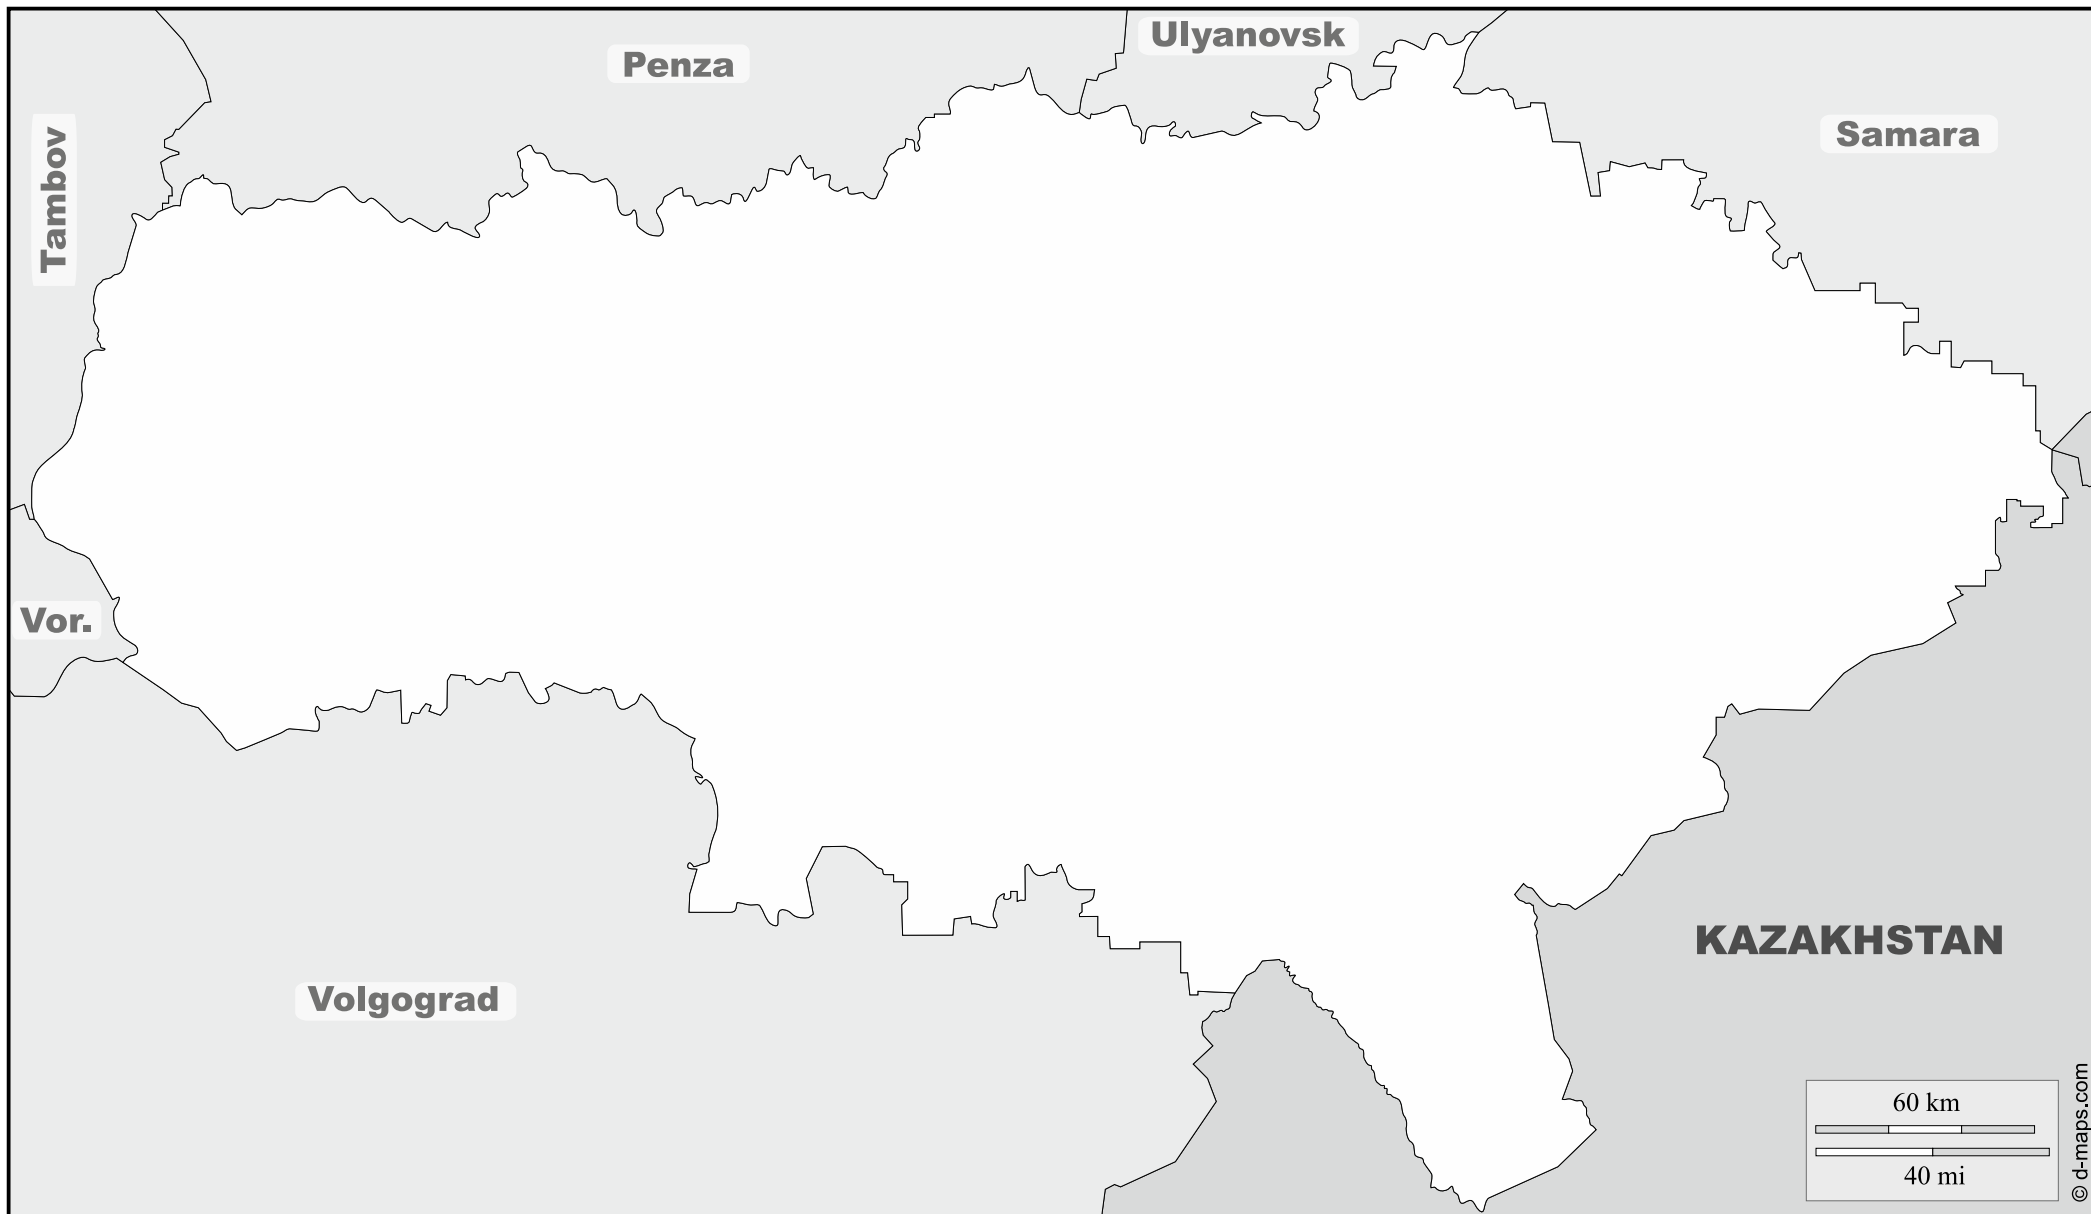 Ulyanovsk
Penza
Samara
Tambov
Vor.
KAZAKHSTAN
Volgograd
60 km
40 mi
© d-maps.com